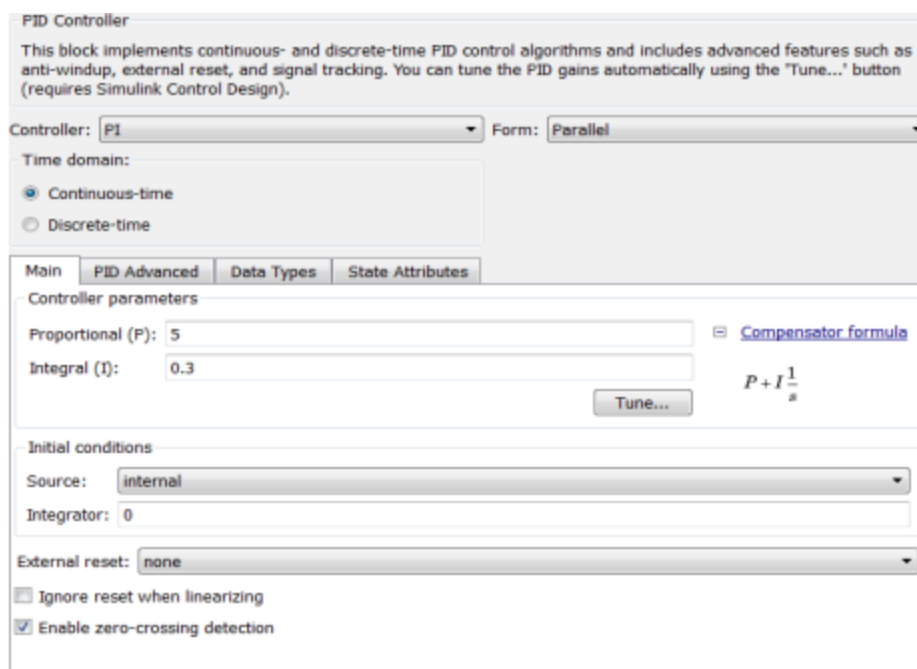 PID Controller
This block implements continuous- and discrete-time PID control algorithms and includes advanced features such as
anti-windup, external reset, and signal tracking. You can tune the PID gains automatically using the 'Tune...' button
(requires Simulink Control Design).
Controller: PI Form: Parallel
Time domain:
Continuous-time
Discrete-time
Main PID Advanced Data Types State Attributes
Controller parameters
Proportional (P): 5 Compensator formula
Integral (I): 0.3
P + I 1/s
Tune...
Initial conditions
Source: internal
Integrator: 0
External reset: none
Ignore reset when linearizing
Enable zero-crossing detection